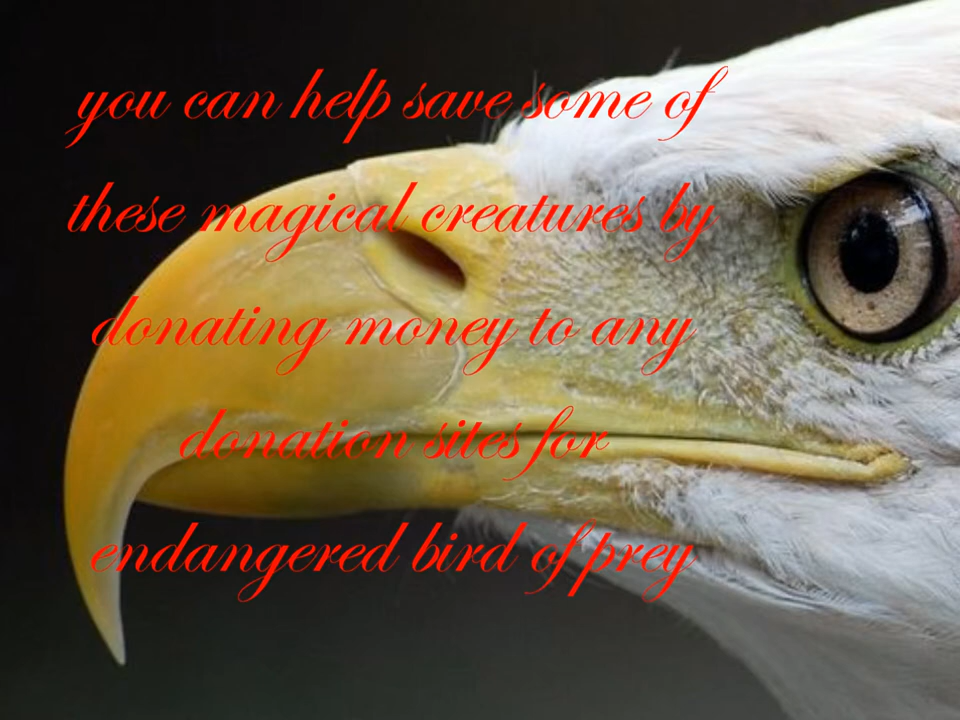 you can help save some of
these magical creatures by
donating money to any
donation sites for
endangered bird of prey